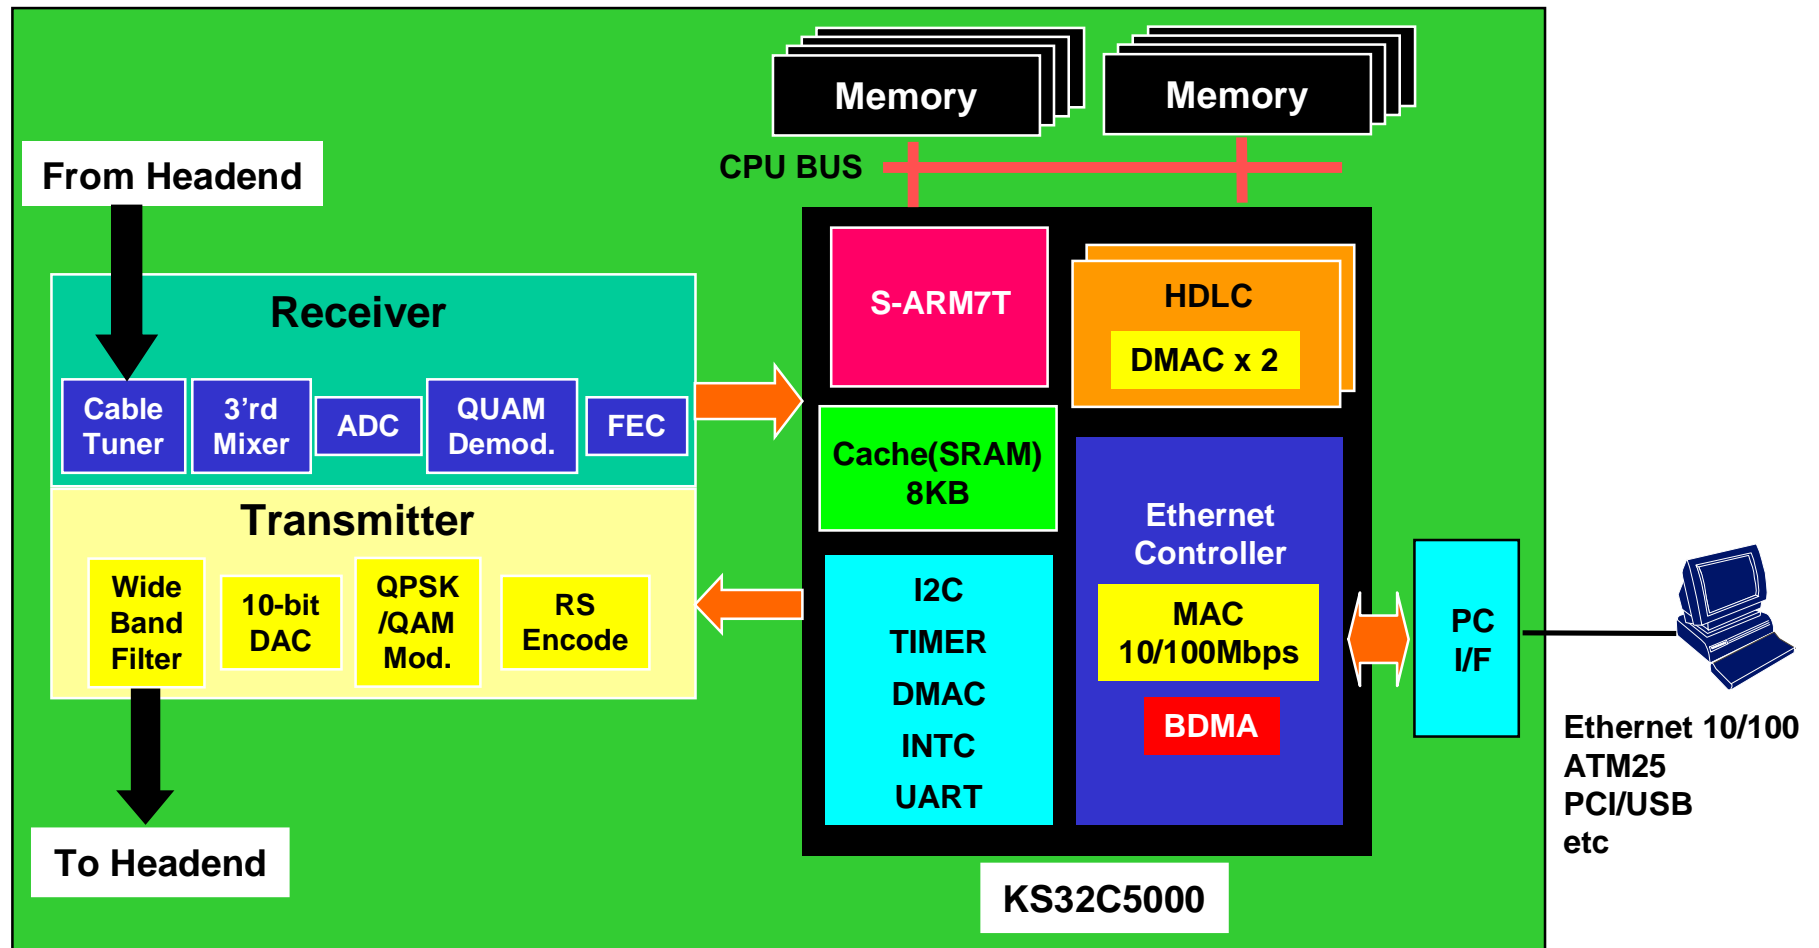 Memory
Memory
CPU BUS
From Headend
Receiver
Cable
Tuner
3’rd
Mixer
ADC
QUAM
Demod.
FEC
Transmitter
Wide
Band
Filter
10-bit
DAC
QPSK
/QAM
Mod.
RS
Encode
To Headend
S-ARM7T
HDLC
DMAC x 2
Cache(SRAM)
8KB
I2C
TIMER
DMAC
INTC
UART
Ethernet
Controller
MAC
10/100Mbps
BDMA
KS32C5000
PC
I/F
Ethernet 10/100
ATM25
PCI/USB
etc